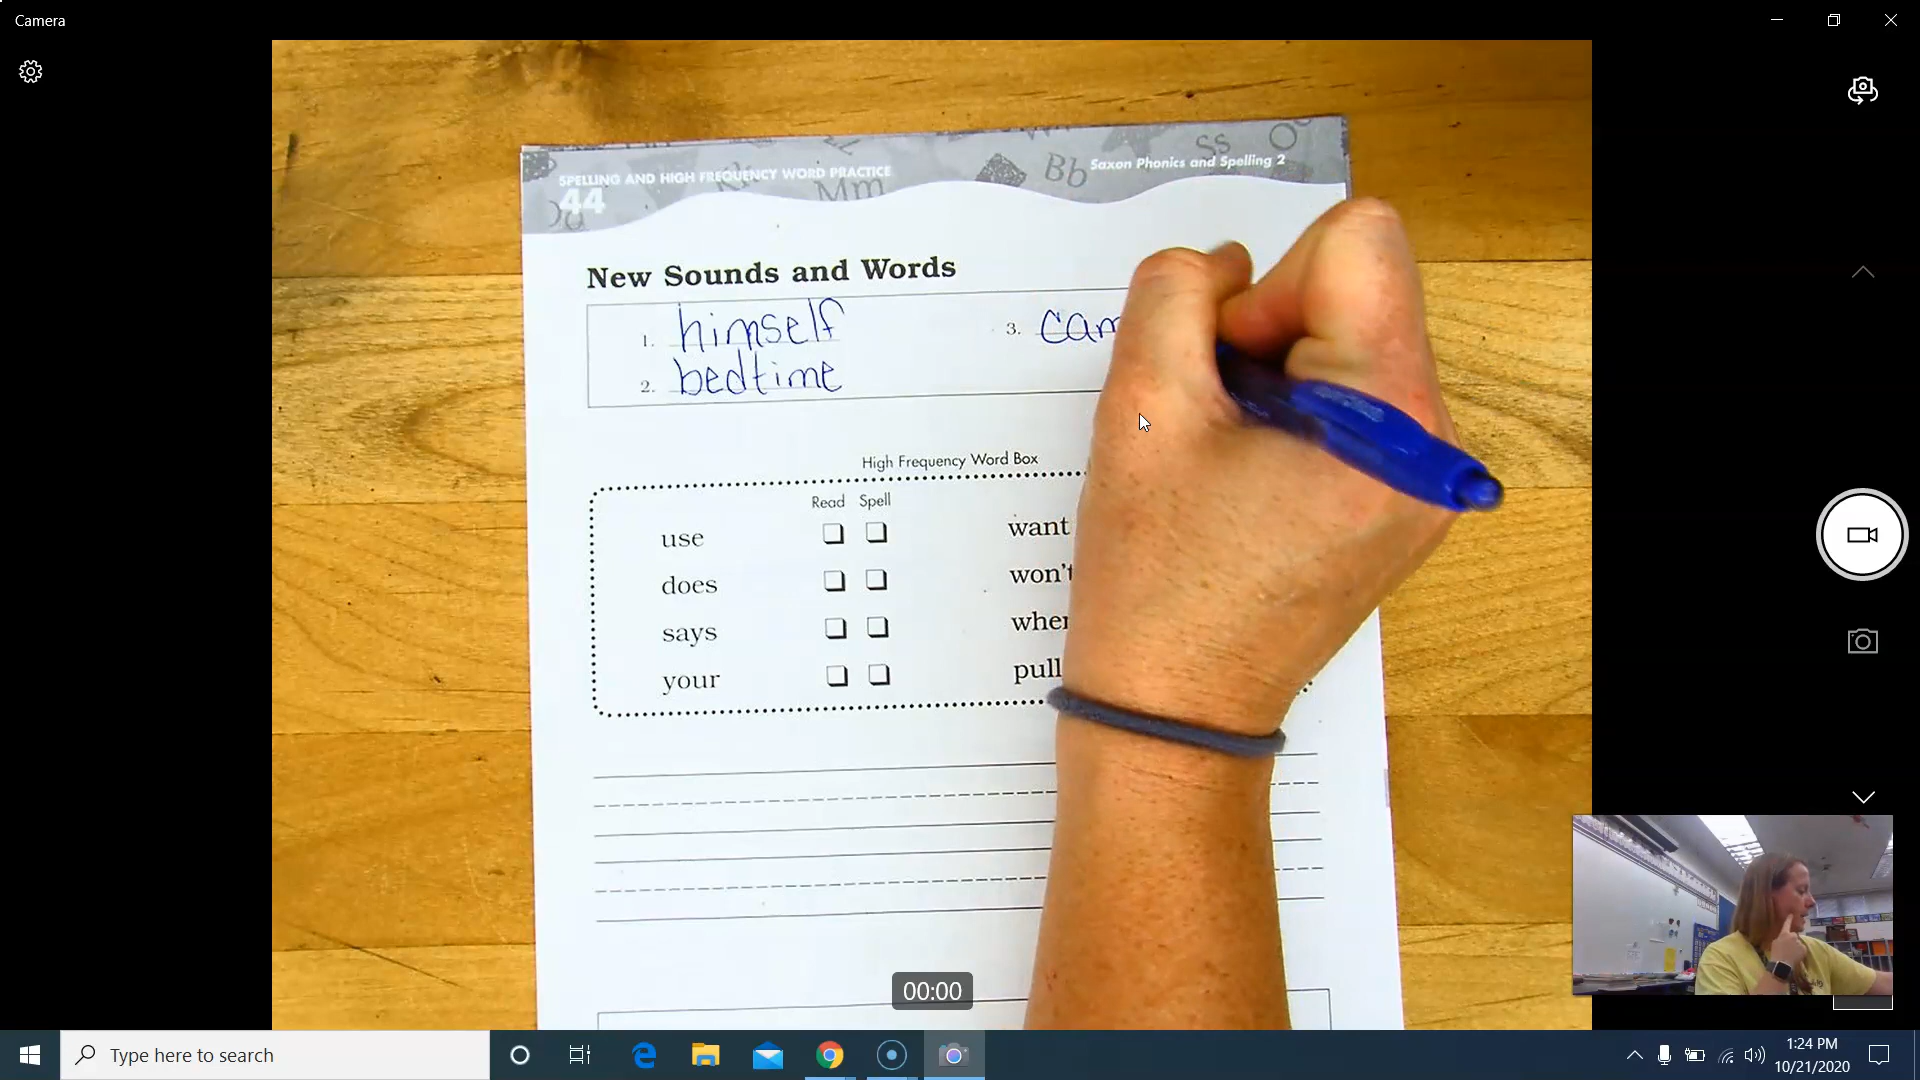 Camera
SPELLING AND HIGH FREQUENCY WORD PRACTICE
44
Saxon Phonics and Spelling 2
Mm
Bb
Ss
New Sounds and Words
1. himself
3. cam
2. bedtime
High Frequency Word Box
Read Spell
use
want
does
won't
says
when
your
pull
00:00
Type here to search
1:24 PM
10/21/2020